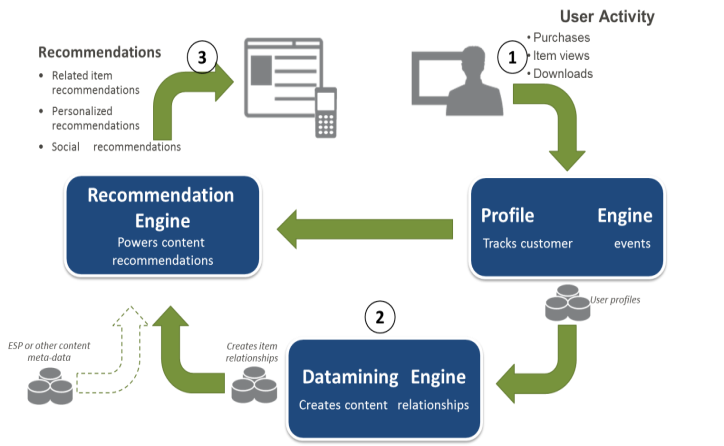 User Activity
• Purchases
• Item views
• Downloads
1
3
Recommendations
• Related item
recommendations
• Personalized
recommendations
• Social recommendations
Recommendation
Engine
Powers content
recommendations
Profile Engine
Tracks customer events
User profiles
2
Datamining Engine
Creates content relationships
Creates item
relationships
ESP or other content
meta-data